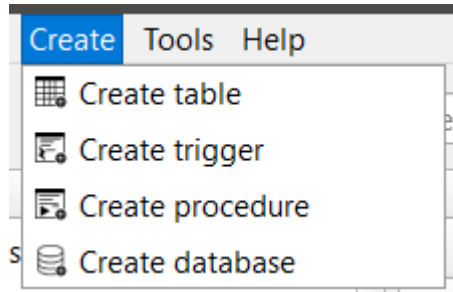 Create Tools Help
Create table
Create trigger
Create procedure
Create database